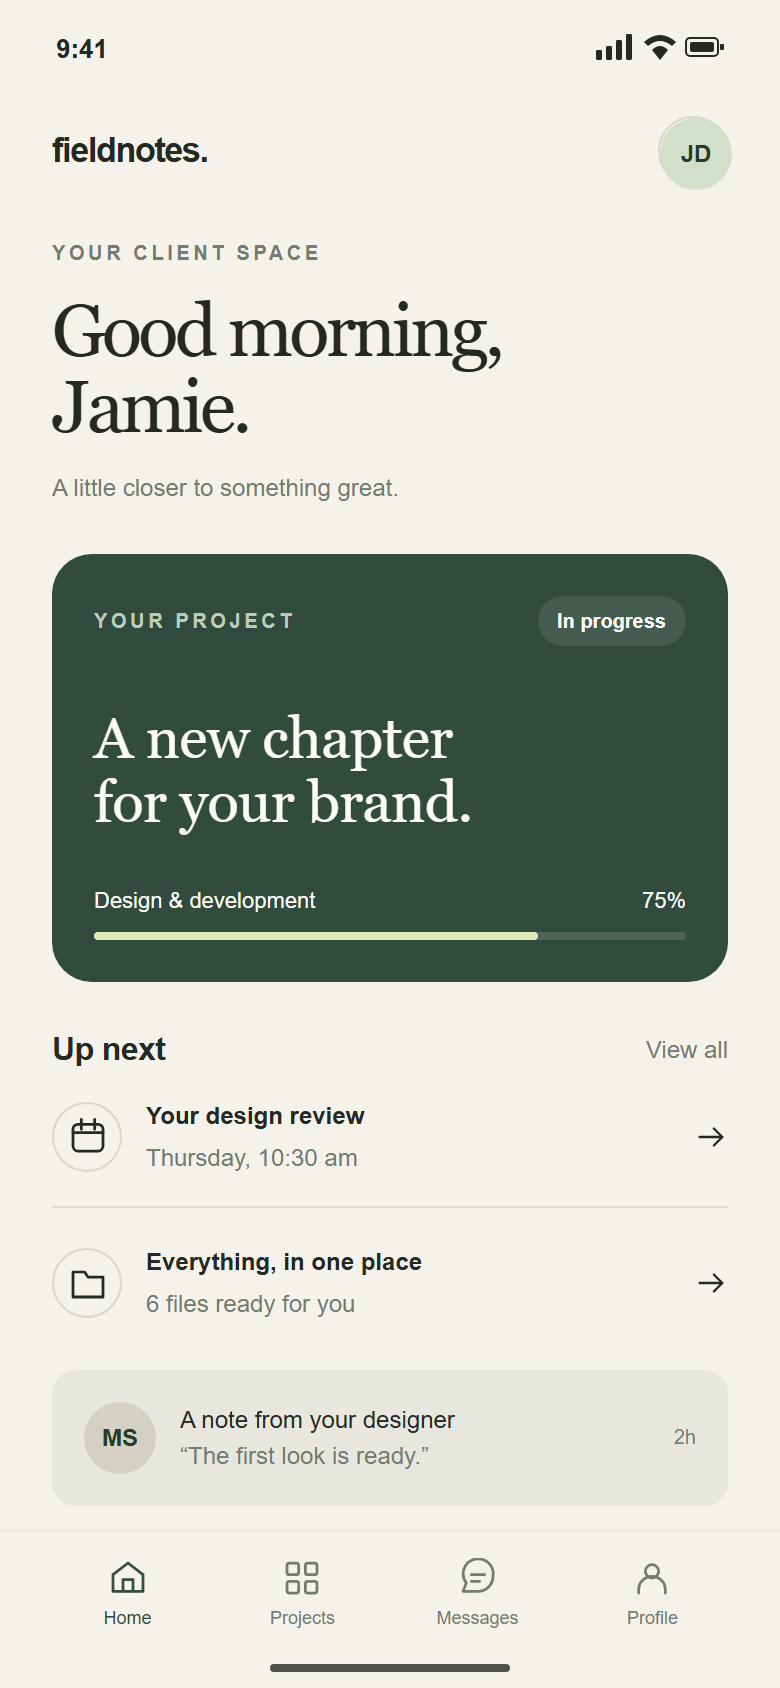 9:41
fieldnotes.
JD
YOUR CLIENT SPACE
Good morning,
Jamie.
A little closer to something great.
YOUR PROJECT
In progress
A new chapter
for your brand.
Design & development
75%
Up next
View all
Your design review
Thursday, 10:30 am
Everything, in one place
6 files ready for you
MS
A note from your designer
“The first look is ready.”
2h
Home
Projects
Messages
Profile